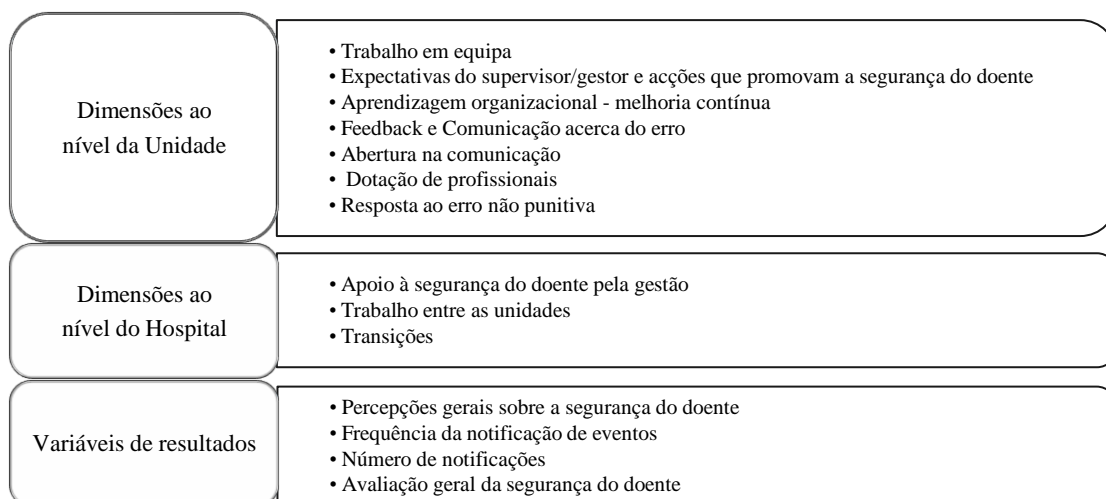 Dimensões ao
nível da Unidade
• Trabalho em equipa
• Expectativas do supervisor/gestor e acções que promovam a segurança do doente
• Aprendizagem organizacional - melhoria contínua
• Feedback e Comunicação acerca do erro
• Abertura na comunicação
• Dotação de profissionais
• Resposta ao erro não punitiva
Dimensões ao
nível do Hospital
• Apoio à segurança do doente pela gestão
• Trabalho entre as unidades
• Transições
Variáveis de resultados
• Percepções gerais sobre a segurança do doente
• Frequência da notificação de eventos
• Número de notificações
• Avaliação geral da segurança do doente